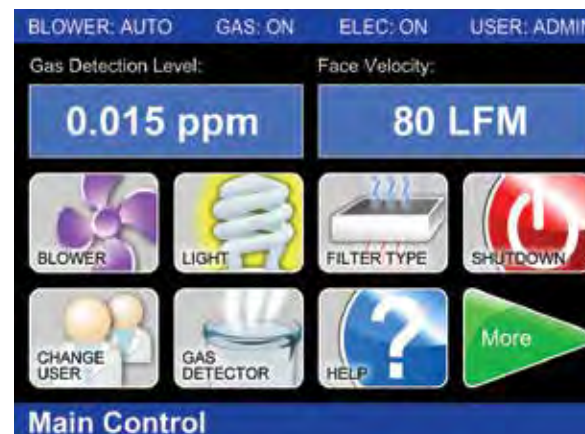 BLOWER: AUTO GAS: ON ELEC: ON USER: ADMIN
Gas Detection Level: Face Velocity:
0.015 ppm 80 LFM
BLOWER LIGHT FILTER TYPE SHUTDOWN
CHANGE USER GAS DETECTOR HELP More
Main Control